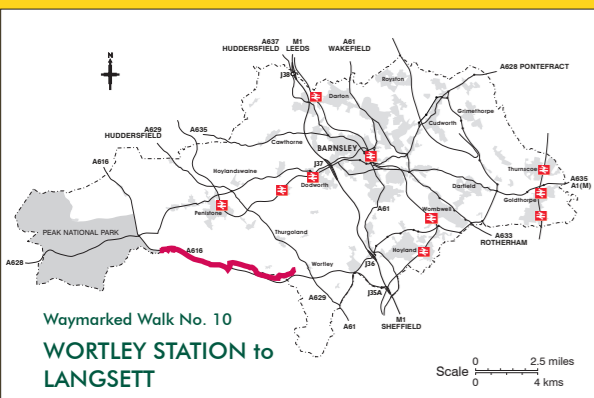 A637
HUDDERSFIELD
M1
LEEDS
A61
WAKEFIELD
N
J38
Royston
A628 PONTEFRACT
Darton
Grimethorpe
A629
HUDDERSFIELD
A635
Cudworth
A616
Cawthorne
BARNSLEY
J37
Hoylandswaine
Thurnscoe
Dodworth
A635
A1(M)
Darfield
Goldthorpe
Penistone
A61
Wombwell
PEAK NATIONAL PARK
Thurgoland
A633
ROTHERHAM
A616
Hoyland
A628
Wortley
J36
A629
J35A
A61
M1
SHEFFIELD
Waymarked Walk No. 10
WORTLEY STATION to
LANGSETT
Scale
0 2.5 miles
0 4 kms